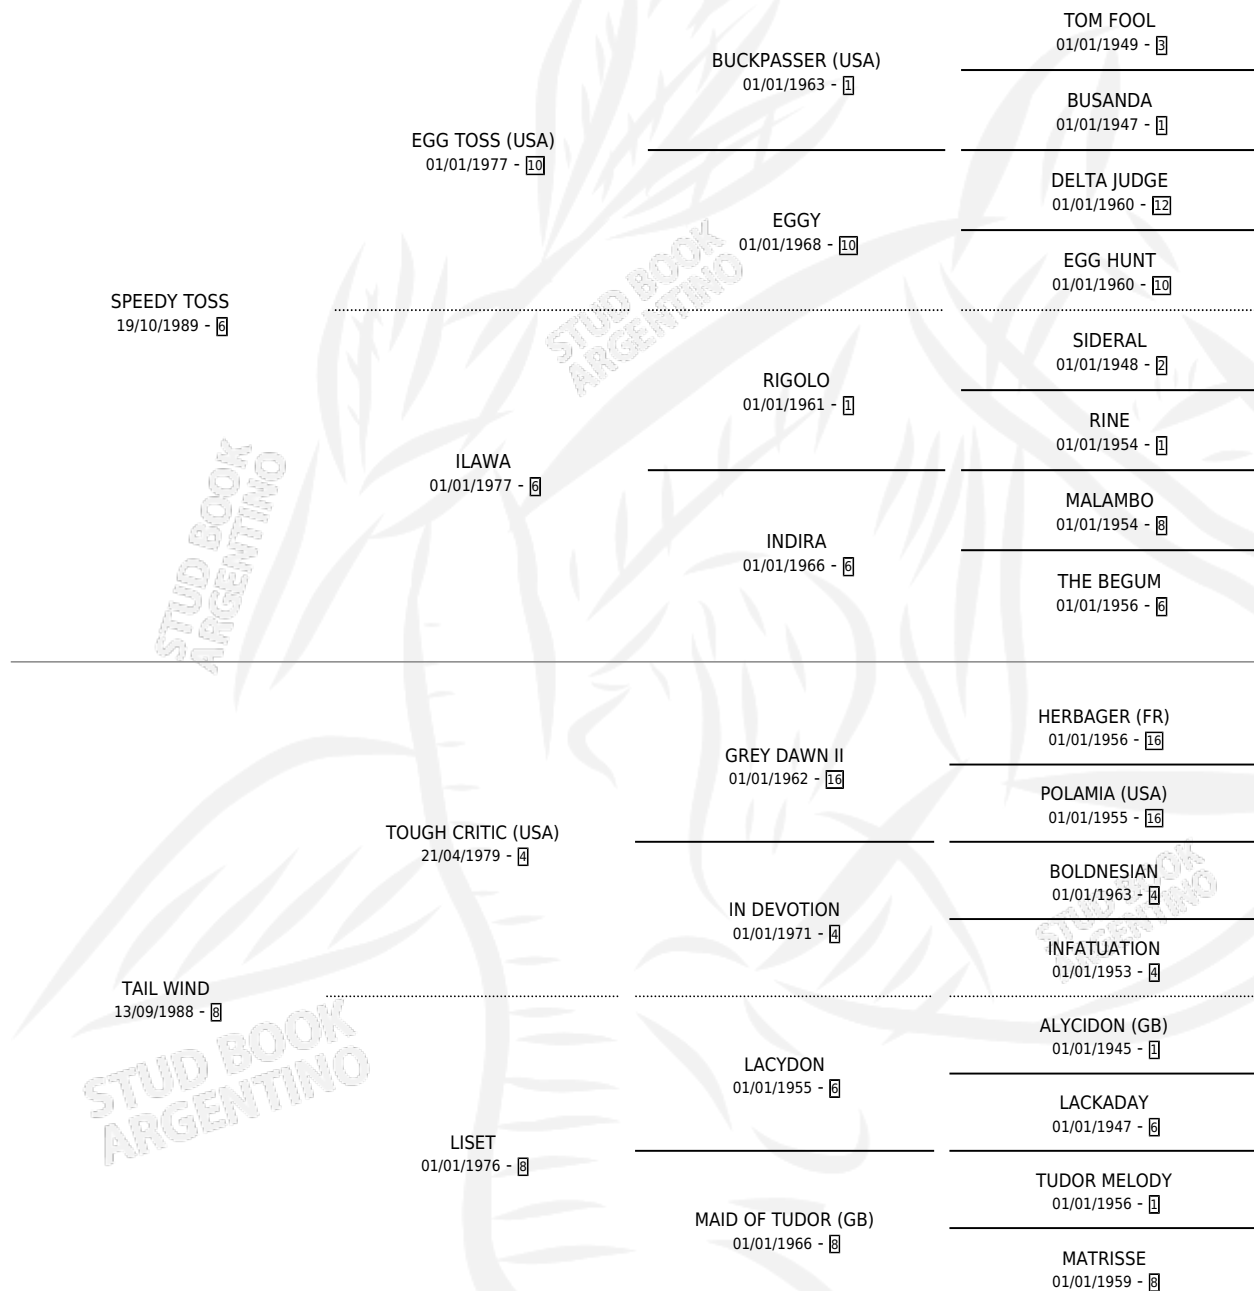 TOM FOOL
01/01/1949 - 3
BUCKPASSER (USA)
01/01/1963 - 1
BUSANDA
01/01/1947 - 1
EGG TOSS (USA)
01/01/1977 - 10
DELTA JUDGE
01/01/1960 - 12
EGGY
01/01/1968 - 10
EGG HUNT
01/01/1960 - 10
SPEEDY TOSS
19/10/1989 - 6
STUD BOOK
ARGENTINO
SIDERAL
01/01/1948 - 2
RIGOLO
01/01/1961 - 1
RINE
01/01/1954 - 1
ILAWA
01/01/1977 - 6
MALAMBO
01/01/1954 - 8
INDIRA
01/01/1966 - 6
THE BEGUM
01/01/1956 - 6
STUD BOOK
ARGENTINO
HERBAGER (FR)
01/01/1956 - 16
GREY DAWN II
01/01/1962 - 16
POLAMIA (USA)
01/01/1955 - 16
TOUGH CRITIC (USA)
21/04/1979 - 4
BOLDNESIAN
01/01/1963 - 4
IN DEVOTION
01/01/1971 - 4
INFATUATION
01/01/1953 - 4
STUD BOOK
ARGENTINO
TAIL WIND
13/09/1988 - 8
STUD BOOK
ARGENTINO
ALYCIDON (GB)
01/01/1945 - 1
LACYDON
01/01/1955 - 6
LACKADAY
01/01/1947 - 6
LISET
01/01/1976 - 8
TUDOR MELODY
01/01/1956 - 1
MAID OF TUDOR (GB)
01/01/1966 - 8
MATRISSE
01/01/1959 - 8